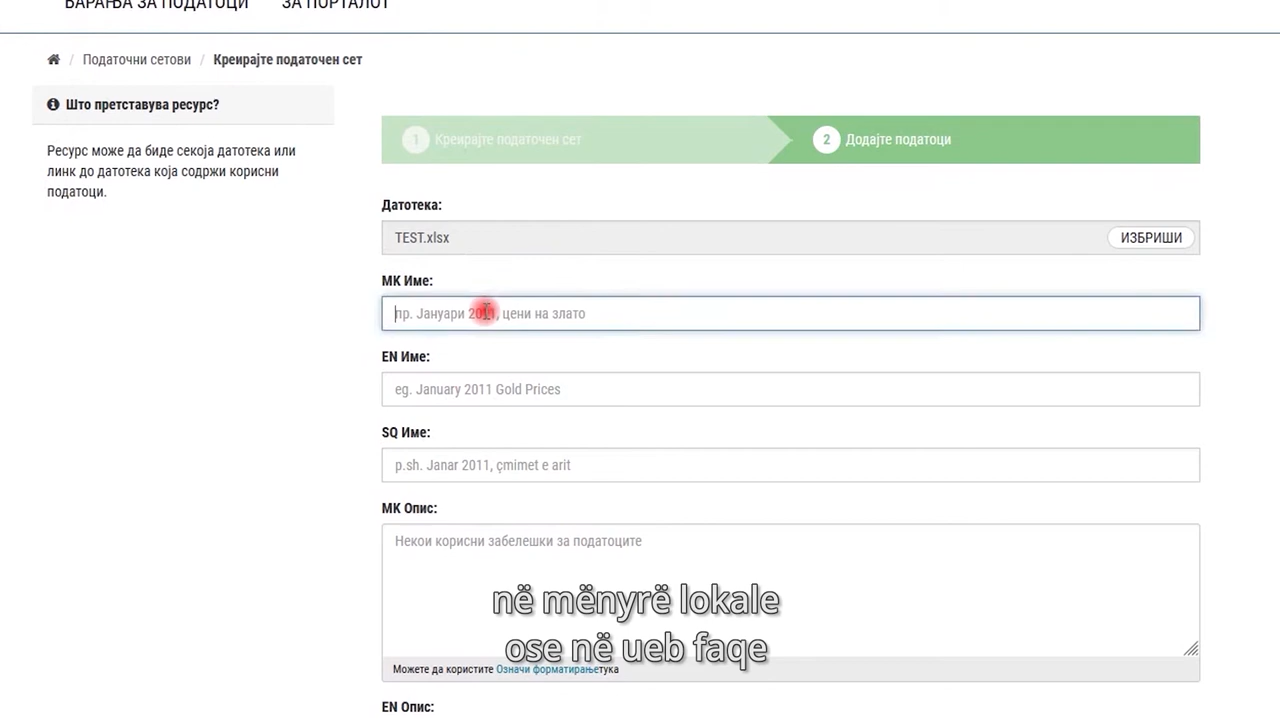 БАРАЊА ЗА ПОДАТОЦИ ЗА ПОРТАЛОТ
/ Податочни сетови / Креирајте податочен сет
Што претставува ресурс?
Ресурс може да биде секоја датотека или
линк до датотека која содржи корисни
податоци.
1 Креирајте податочен сет
2 Додајте податоци
Датотека:
TEST.xlsx
ИЗБРИШИ
МК Име:
пр. Јануари 2011, цени на злато
EN Име:
eg. January 2011 Gold Prices
SQ Име:
p.sh. Janar 2011, çmimet e arit
МК Опис:
Некои корисни забелешки за податоците
në mënyrë lokale
ose në ueb faqe
Можете да користите Означи форматирањетука
EN Опис: